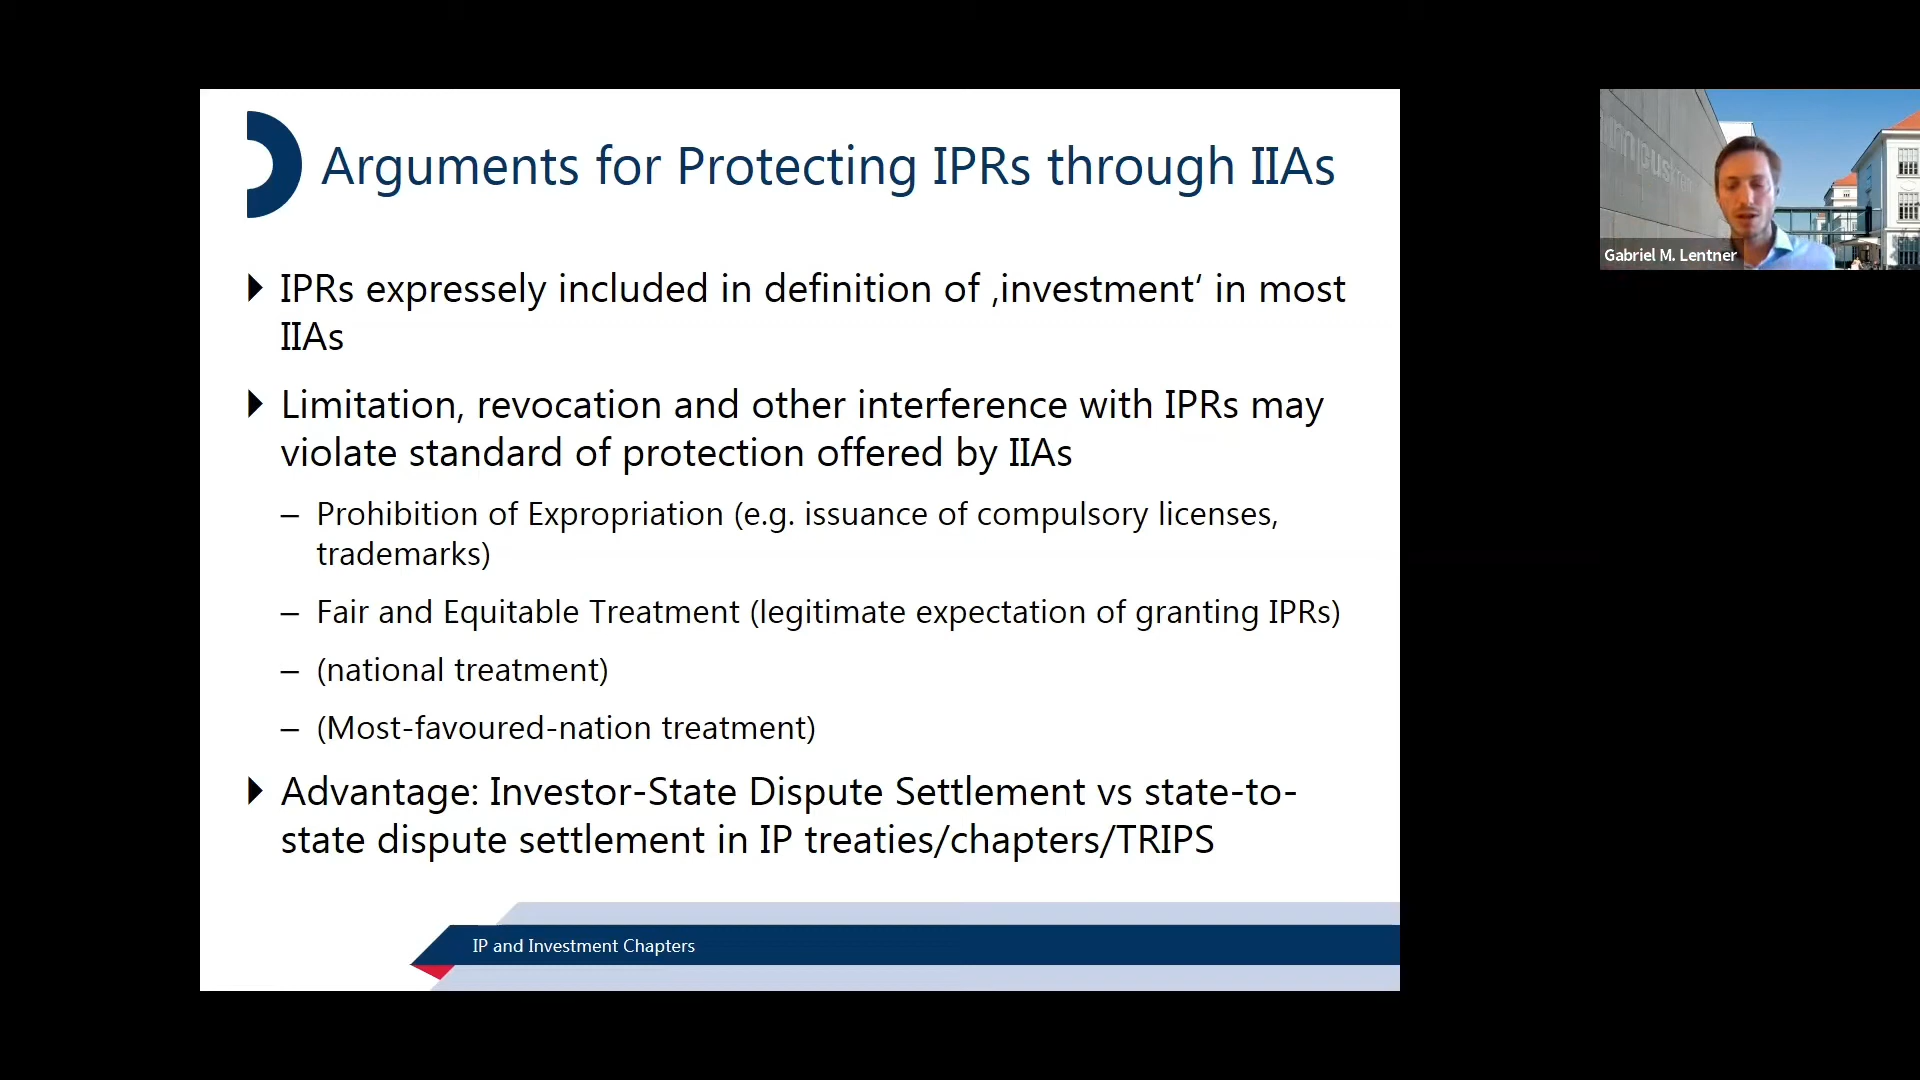 Arguments for Protecting IPRs through IIAs
IPRs expressely included in definition of ‚investment‘ in most
IIAs
Limitation, revocation and other interference with IPRs may
violate standard of protection offered by IIAs
– Prohibition of Expropriation (e.g. issuance of compulsory licenses,
trademarks)
– Fair and Equitable Treatment (legitimate expectation of granting IPRs)
– (national treatment)
– (Most-favoured-nation treatment)
Advantage: Investor-State Dispute Settlement vs state-to-
state dispute settlement in IP treaties/chapters/TRIPS
IP and Investment Chapters
Gabriel M. Lentner